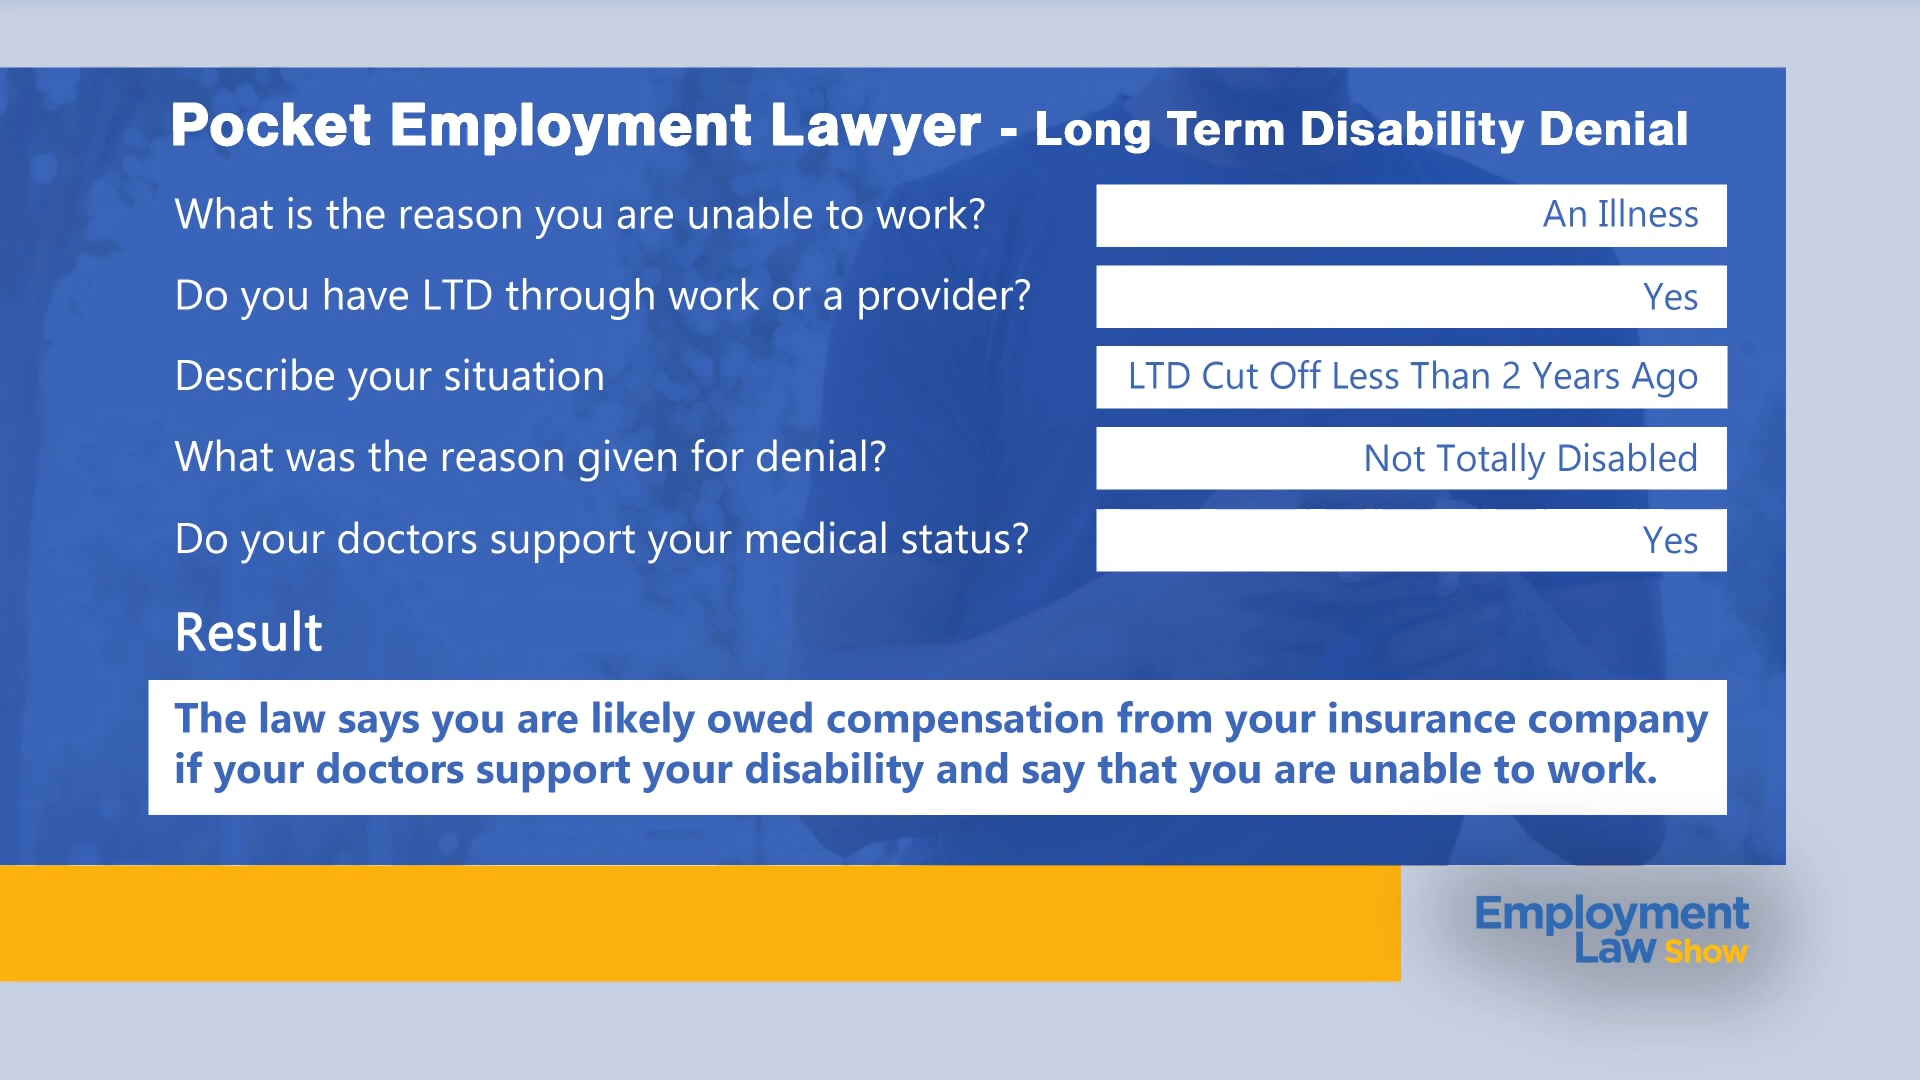 Pocket Employment Lawyer - Long Term Disability Denial
What is the reason you are unable to work? An Illness
Do you have LTD through work or a provider? Yes
Describe your situation LTD Cut Off Less Than 2 Years Ago
What was the reason given for denial? Not Totally Disabled
Do your doctors support your medical status? Yes
Result
The law says you are likely owed compensation from your insurance company
if your doctors support your disability and say that you are unable to work.
Employment
Law Show